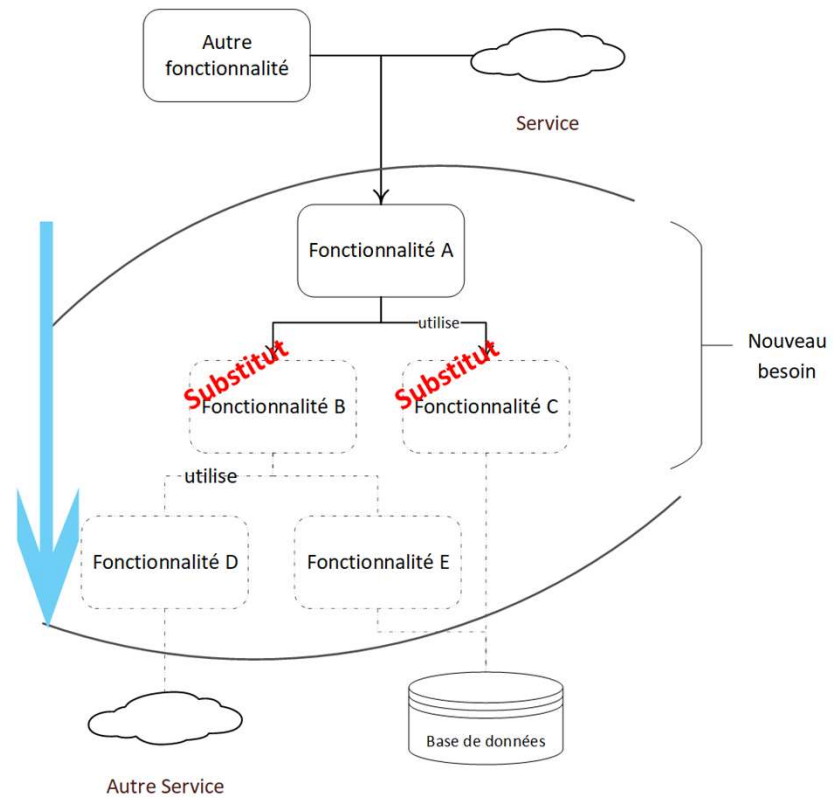 Autre
fonctionnalité
Service
Fonctionnalité A
utilise
Substitut
Substitut
Nouveau
besoin
Fonctionnalité B
Fonctionnalité C
utilise
Fonctionnalité D
Fonctionnalité E
Base de données
Autre Service